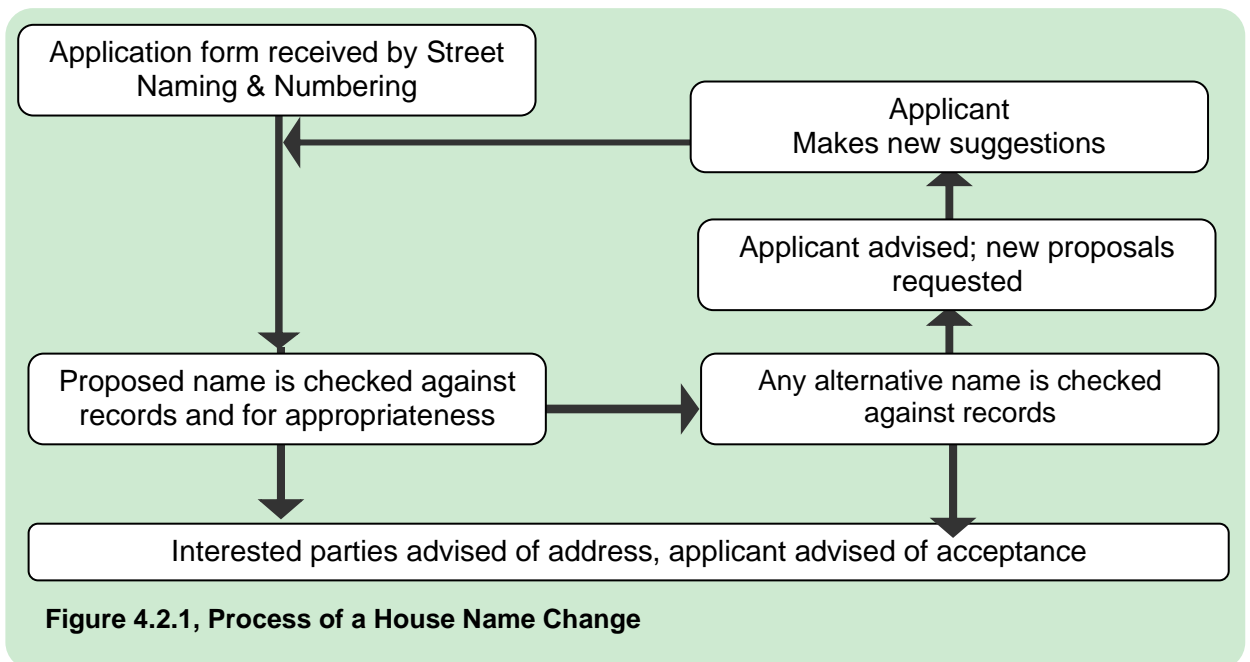 Application form received by Street
Naming & Numbering
Applicant
Makes new suggestions
Applicant advised; new proposals
requested
Proposed name is checked against
records and for appropriateness
Any alternative name is checked
against records
Interested parties advised of address, applicant advised of acceptance
Figure 4.2.1, Process of a House Name Change